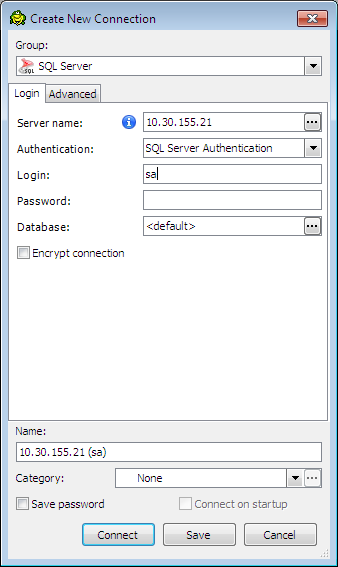 Create New Connection
Group:
SQL SQL Server
Login Advanced
Server name: i 10.30.155.21 ...
Authentication: SQL Server Authentication
Login: sa
Password:
Database: <default> ...
Encrypt connection
Name:
10.30.155.21 (sa)
Category: None ...
Save password Connect on startup
Connect Save Cancel